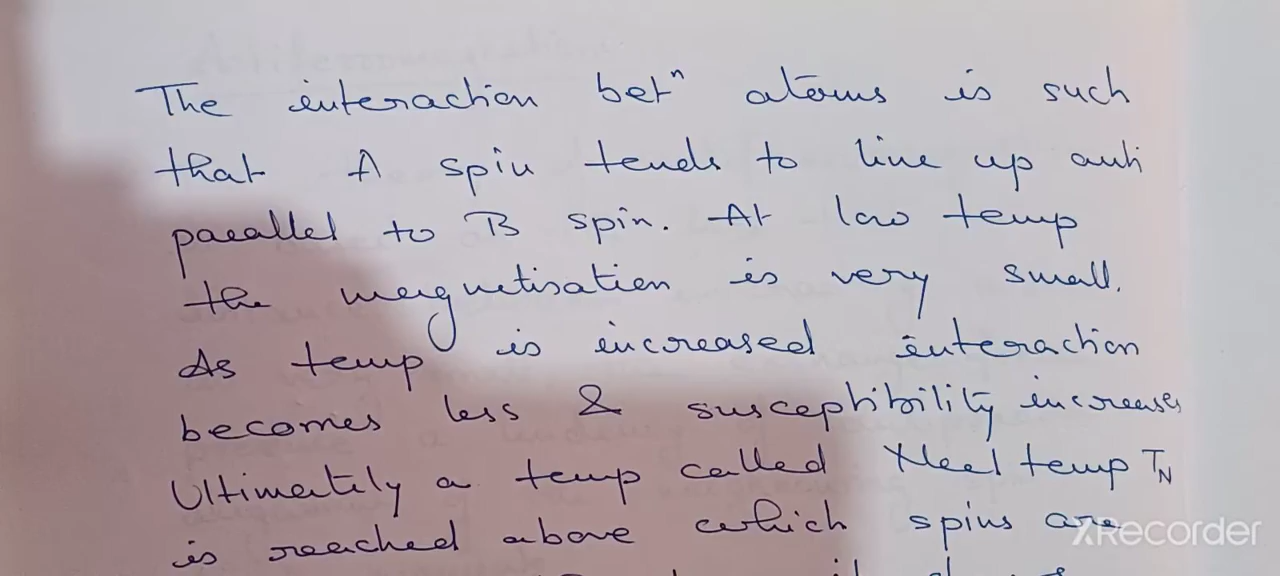 The interaction betⁿ atoms is such
that A spin tends to line up anti
parallel to B spin. At low temp
the magnetisation is very small.
As temp is increased interaction
becomes less & susceptibility increases
Ultimately a temp called Neel temp T_N
is reached above which spins are
XRecorder